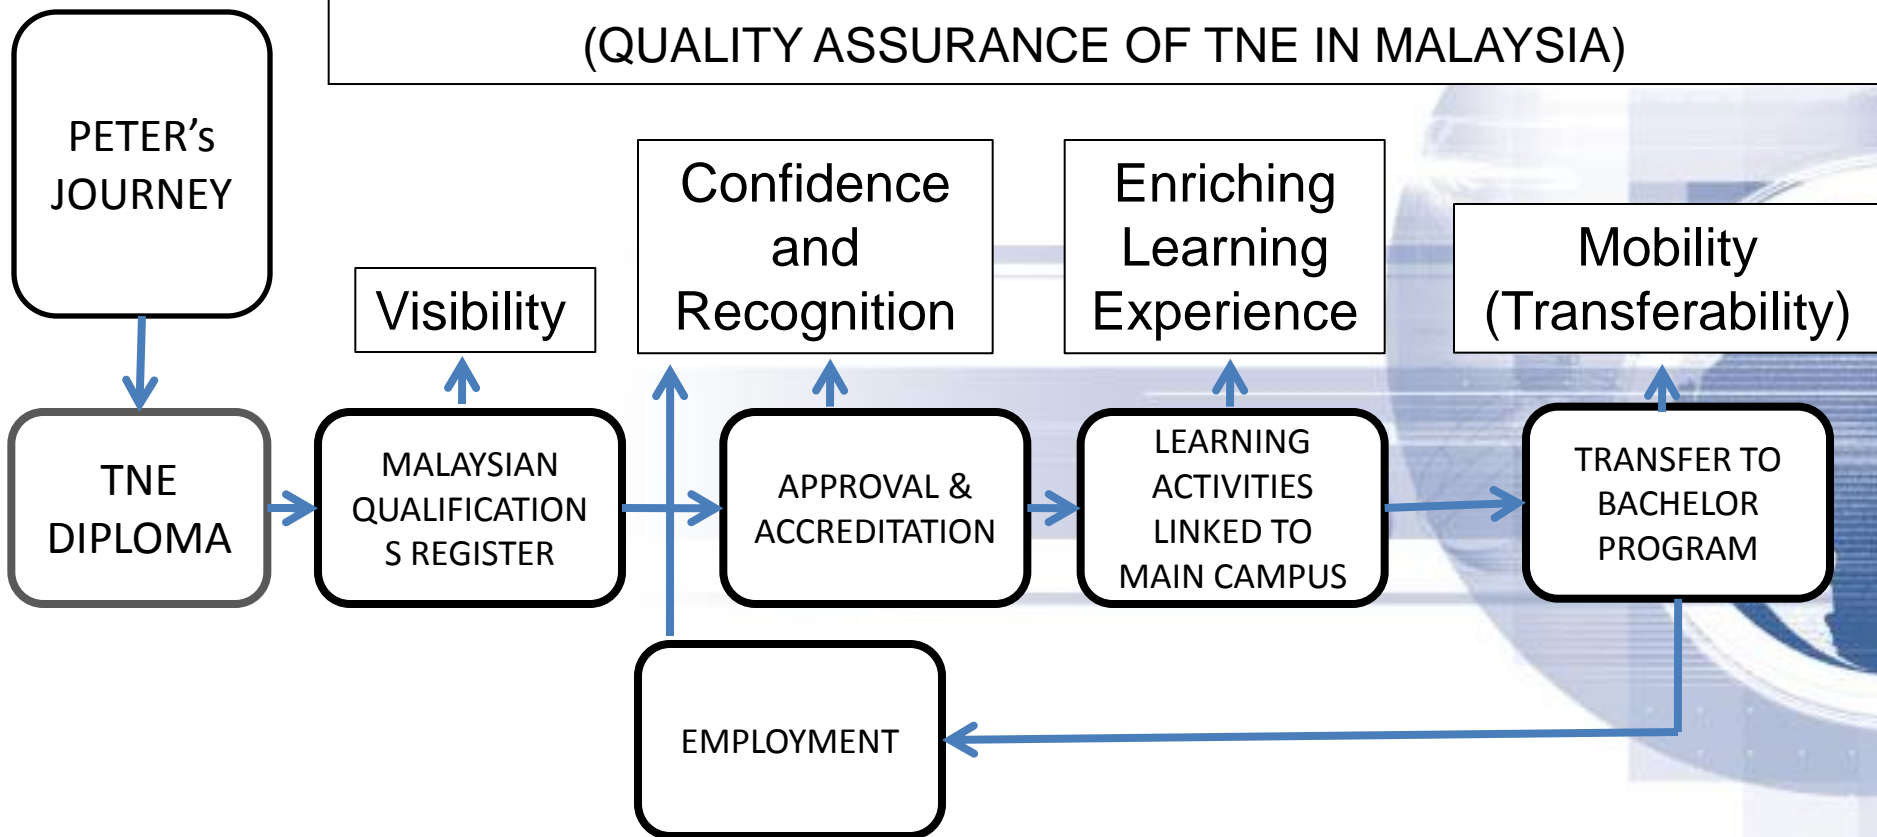 (QUALITY ASSURANCE OF TNE IN MALAYSIA)
PETER's
JOURNEY
Visibility
Confidence
and
Recognition
Enriching
Learning
Experience
Mobility
(Transferability)
TNE
DIPLOMA
MALAYSIAN
QUALIFICATION
S REGISTER
APPROVAL &
ACCREDITATION
LEARNING
ACTIVITIES
LINKED TO
MAIN CAMPUS
TRANSFER TO
BACHELOR
PROGRAM
EMPLOYMENT